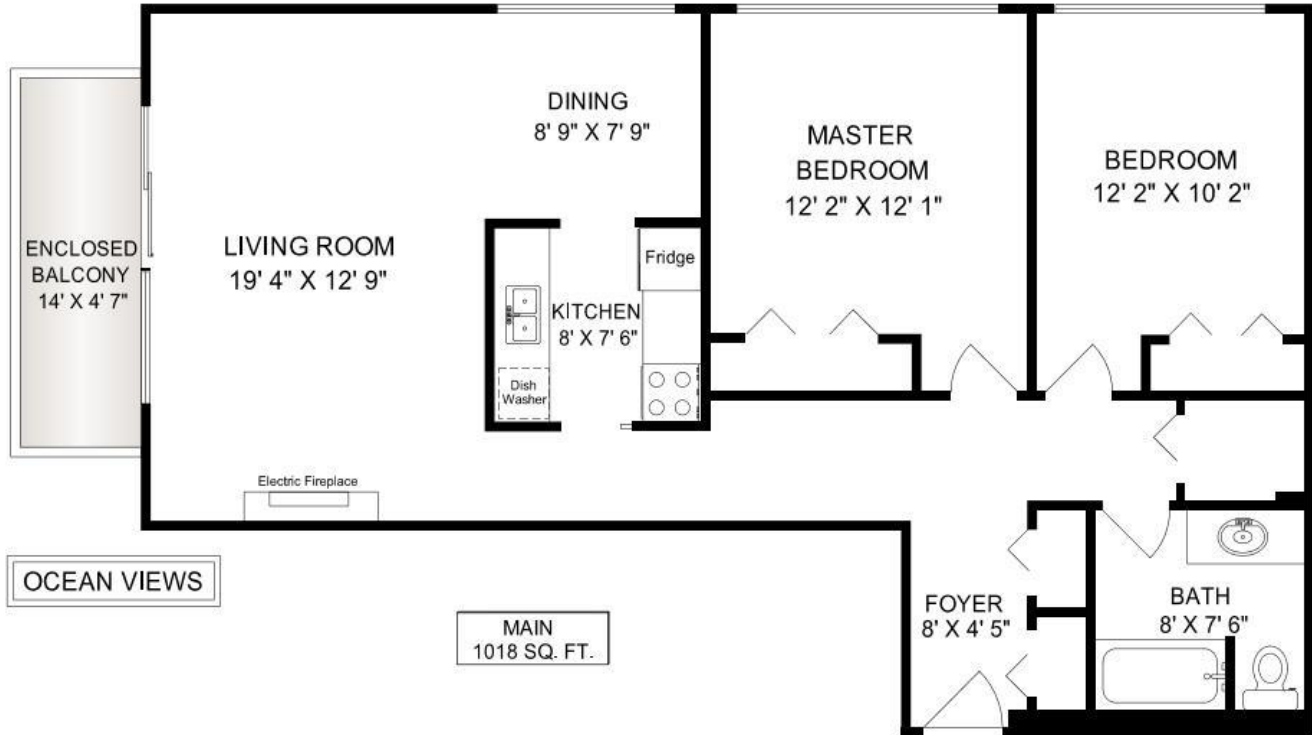 DINING
8' 9" X 7' 9"
MASTER
BEDROOM
12' 2" X 12' 1"
BEDROOM
12' 2" X 10' 2"
ENCLOSED
BALCONY
14' X 4' 7"
LIVING ROOM
19' 4" X 12' 9"
Fridge
KITCHEN
8' X 7' 6"
Dish
Washer
Electric Fireplace
OCEAN VIEWS
MAIN
1018 SQ. FT.
FOYER
8' X 4' 5"
BATH
8' X 7' 6"